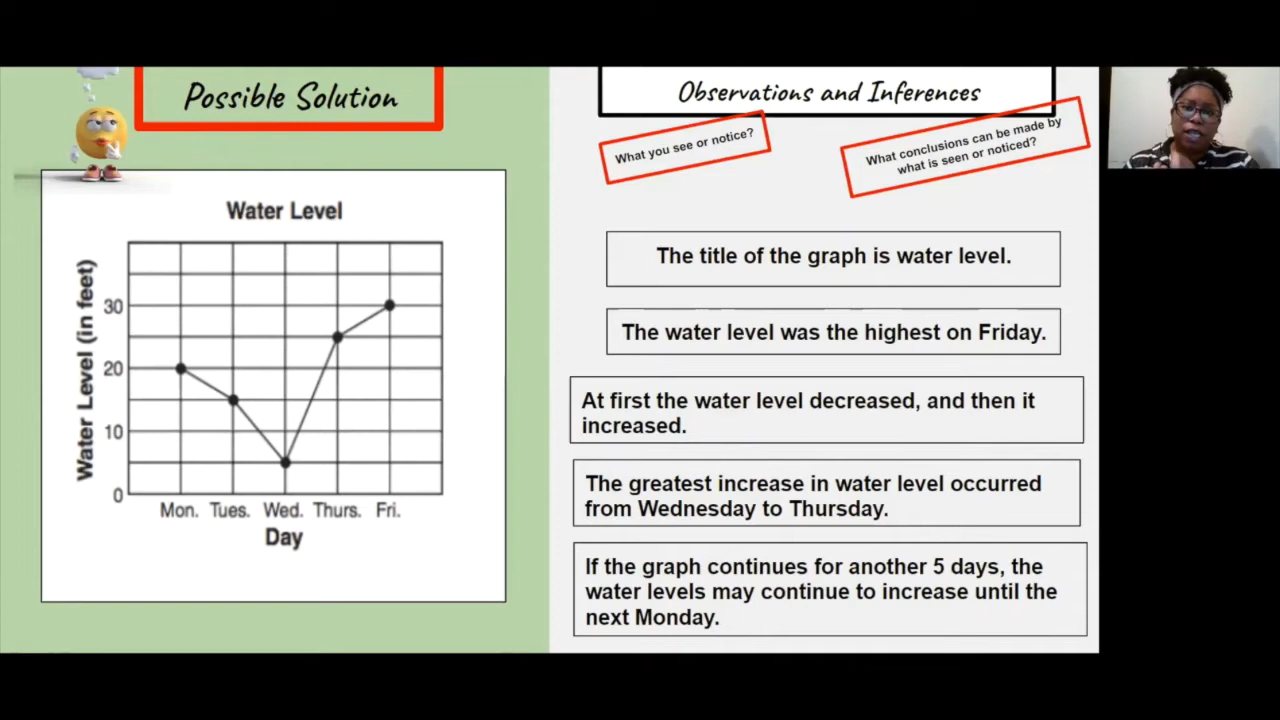 Possible Solution
Water Level
Water Level (in feet)
30
20
10
0
Mon. Tues. Wed. Thurs. Fri.
Day
Observations and Inferences
What you see or notice?
What conclusions can be made by
what is seen or noticed?
The title of the graph is water level.
The water level was the highest on Friday.
At first the water level decreased, and then it
increased.
The greatest increase in water level occurred
from Wednesday to Thursday.
If the graph continues for another 5 days, the
water levels may continue to increase until the
next Monday.